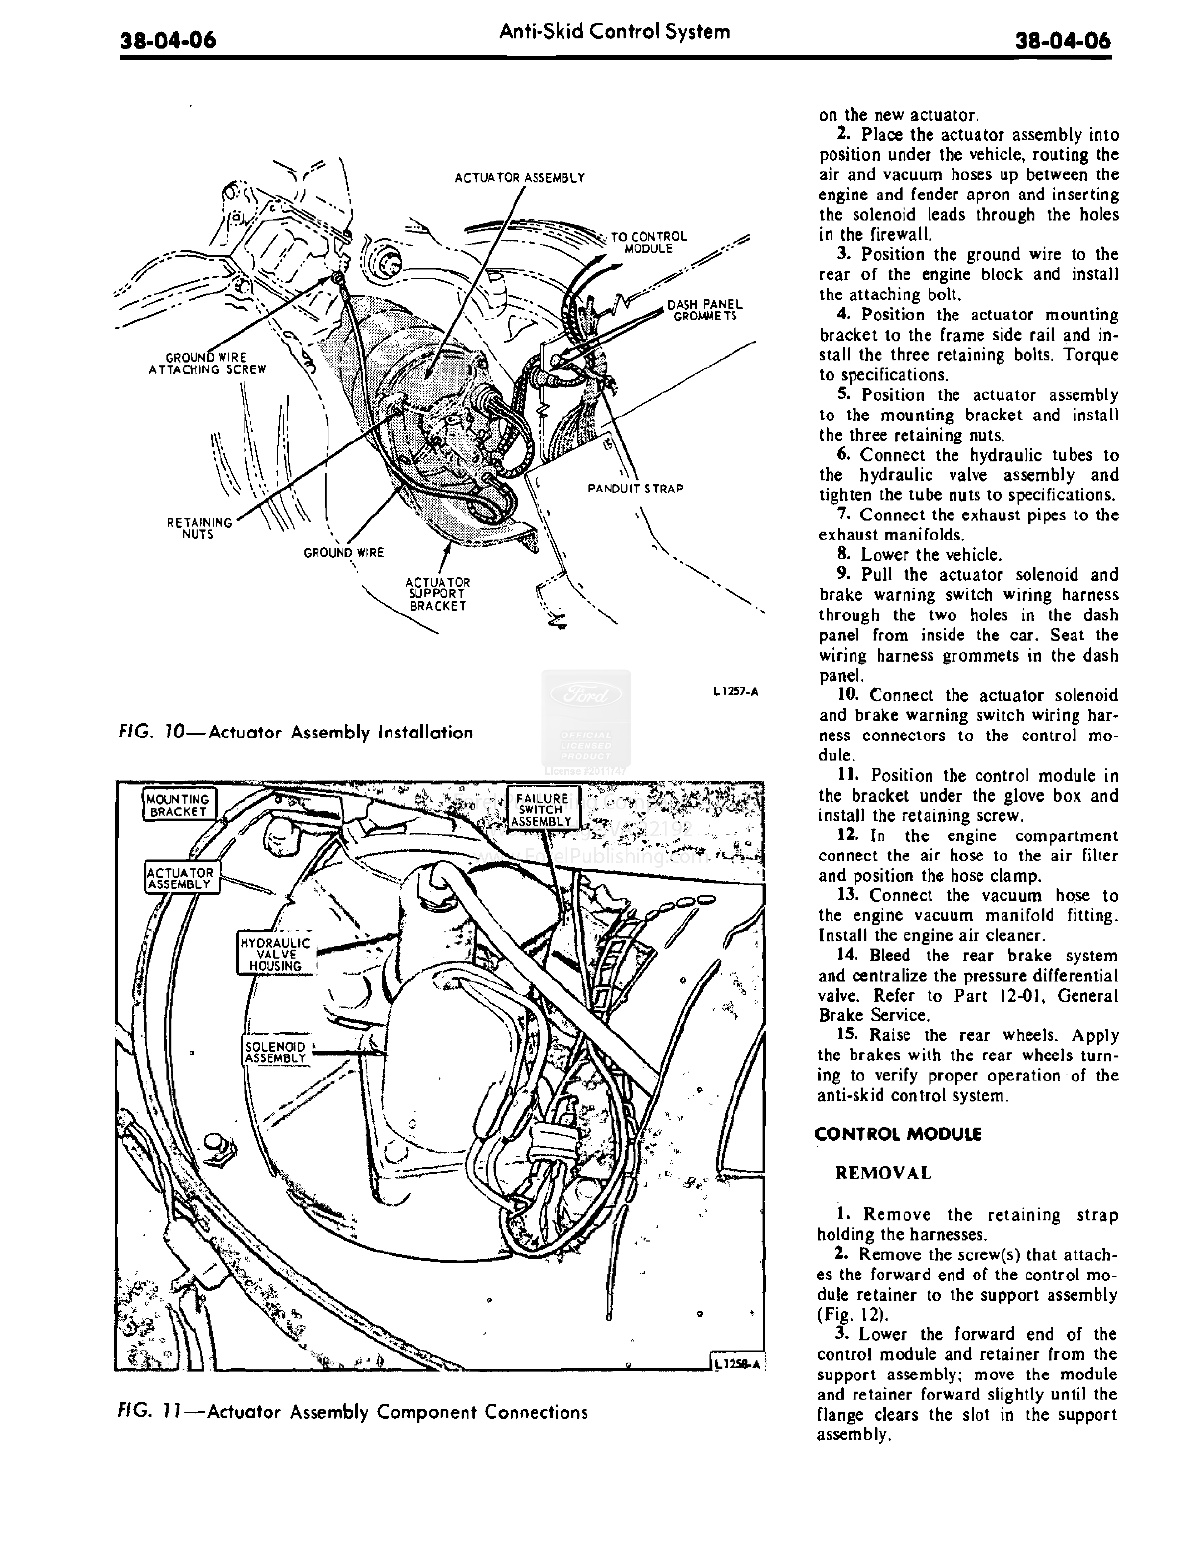 38-04-06
Anti-Skid Control System
38-04-06
ACTUATOR ASSEMBLY
TO CONTROL
MODULE
DASH PANEL
GROMMETS
GROUND WIRE
ATTACHING SCREW
PANDUIT STRAP
RETAINING
NUTS
GROUND WIRE
ACTUATOR
SUPPORT
BRACKET
L1257-A
Ford
OFFICIAL
LICENSED
PRODUCT
FIG. 10—Actuator Assembly Installation
MOUNTING
BRACKET
FAILURE
SWITCH
ASSEMBLY
ACTUATOR
ASSEMBLY
HYDRAULIC
VALVE
HOUSING
SOLENOID
ASSEMBLY
L1258-A
FIG. 11—Actuator Assembly Component Connections
on the new actuator.
2. Place the actuator assembly into
position under the vehicle, routing the
air and vacuum hoses up between the
engine and fender apron and inserting
the solenoid leads through the holes
in the firewall.
3. Position the ground wire to the
rear of the engine block and install
the attaching bolt.
4. Position the actuator mounting
bracket to the frame side rail and in-
stall the three retaining bolts. Torque
to specifications.
5. Position the actuator assembly
to the mounting bracket and install
the three retaining nuts.
6. Connect the hydraulic tubes to
the hydraulic valve assembly and
tighten the tube nuts to specifications.
7. Connect the exhaust pipes to the
exhaust manifolds.
8. Lower the vehicle.
9. Pull the actuator solenoid and
brake warning switch wiring harness
through the two holes in the dash
panel from inside the car. Seat the
wiring harness grommets in the dash
panel.
10. Connect the actuator solenoid
and brake warning switch wiring har-
ness connectors to the control mo-
dule.
11. Position the control module in
the bracket under the glove box and
install the retaining screw.
12. In the engine compartment
connect the air hose to the air filter
and position the hose clamp.
13. Connect the vacuum hose to
the engine vacuum manifold fitting.
Install the engine air cleaner.
14. Bleed the rear brake system
and centralize the pressure differential
valve. Refer to Part 12-01, General
Brake Service.
15. Raise the rear wheels. Apply
the brakes with the rear wheels turn-
ing to verify proper operation of the
anti-skid control system.
CONTROL MODULE
REMOVAL
1. Remove the retaining strap
holding the harnesses.
2. Remove the screw(s) that attach-
es the forward end of the control mo-
dule retainer to the support assembly
(Fig. 12).
3. Lower the forward end of the
control module and retainer from the
support assembly; move the module
and retainer forward slightly until the
flange clears the slot in the support
assembly.